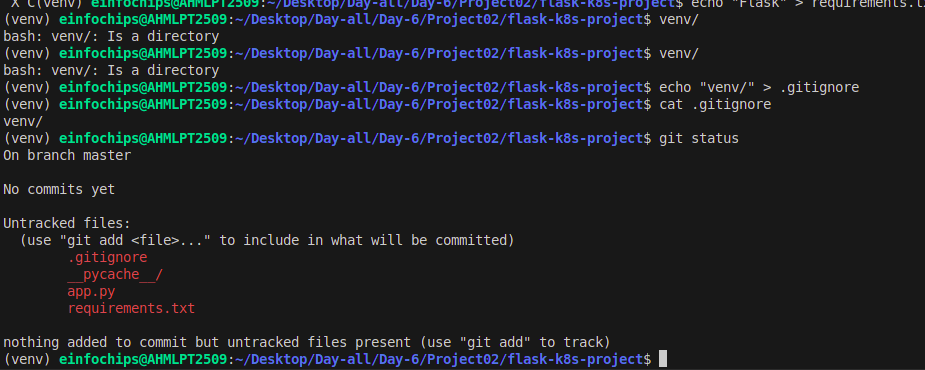 X C(venv) einfochips@AHMLPT2509:~/Desktop/Day-all/Day-6/Project02/flask-k8s-project$ echo "Flask" > requirements.
(venv) einfochips@AHMLPT2509:~/Desktop/Day-all/Day-6/Project02/flask-k8s-project$ venv/
bash: venv/: Is a directory
(venv) einfochips@AHMLPT2509:~/Desktop/Day-all/Day-6/Project02/flask-k8s-project$ venv/
bash: venv/: Is a directory
(venv) einfochips@AHMLPT2509:~/Desktop/Day-all/Day-6/Project02/flask-k8s-project$ echo "venv/" > .gitignore
(venv) einfochips@AHMLPT2509:~/Desktop/Day-all/Day-6/Project02/flask-k8s-project$ cat .gitignore
venv/
(venv) einfochips@AHMLPT2509:~/Desktop/Day-all/Day-6/Project02/flask-k8s-project$ git status
On branch master
No commits yet
Untracked files:
(use "git add <file>..." to include in what will be committed)
.gitignore
__pycache__/
app.py
requirements.txt
nothing added to commit but untracked files present (use "git add" to track)
(venv) einfochips@AHMLPT2509:~/Desktop/Day-all/Day-6/Project02/flask-k8s-project$